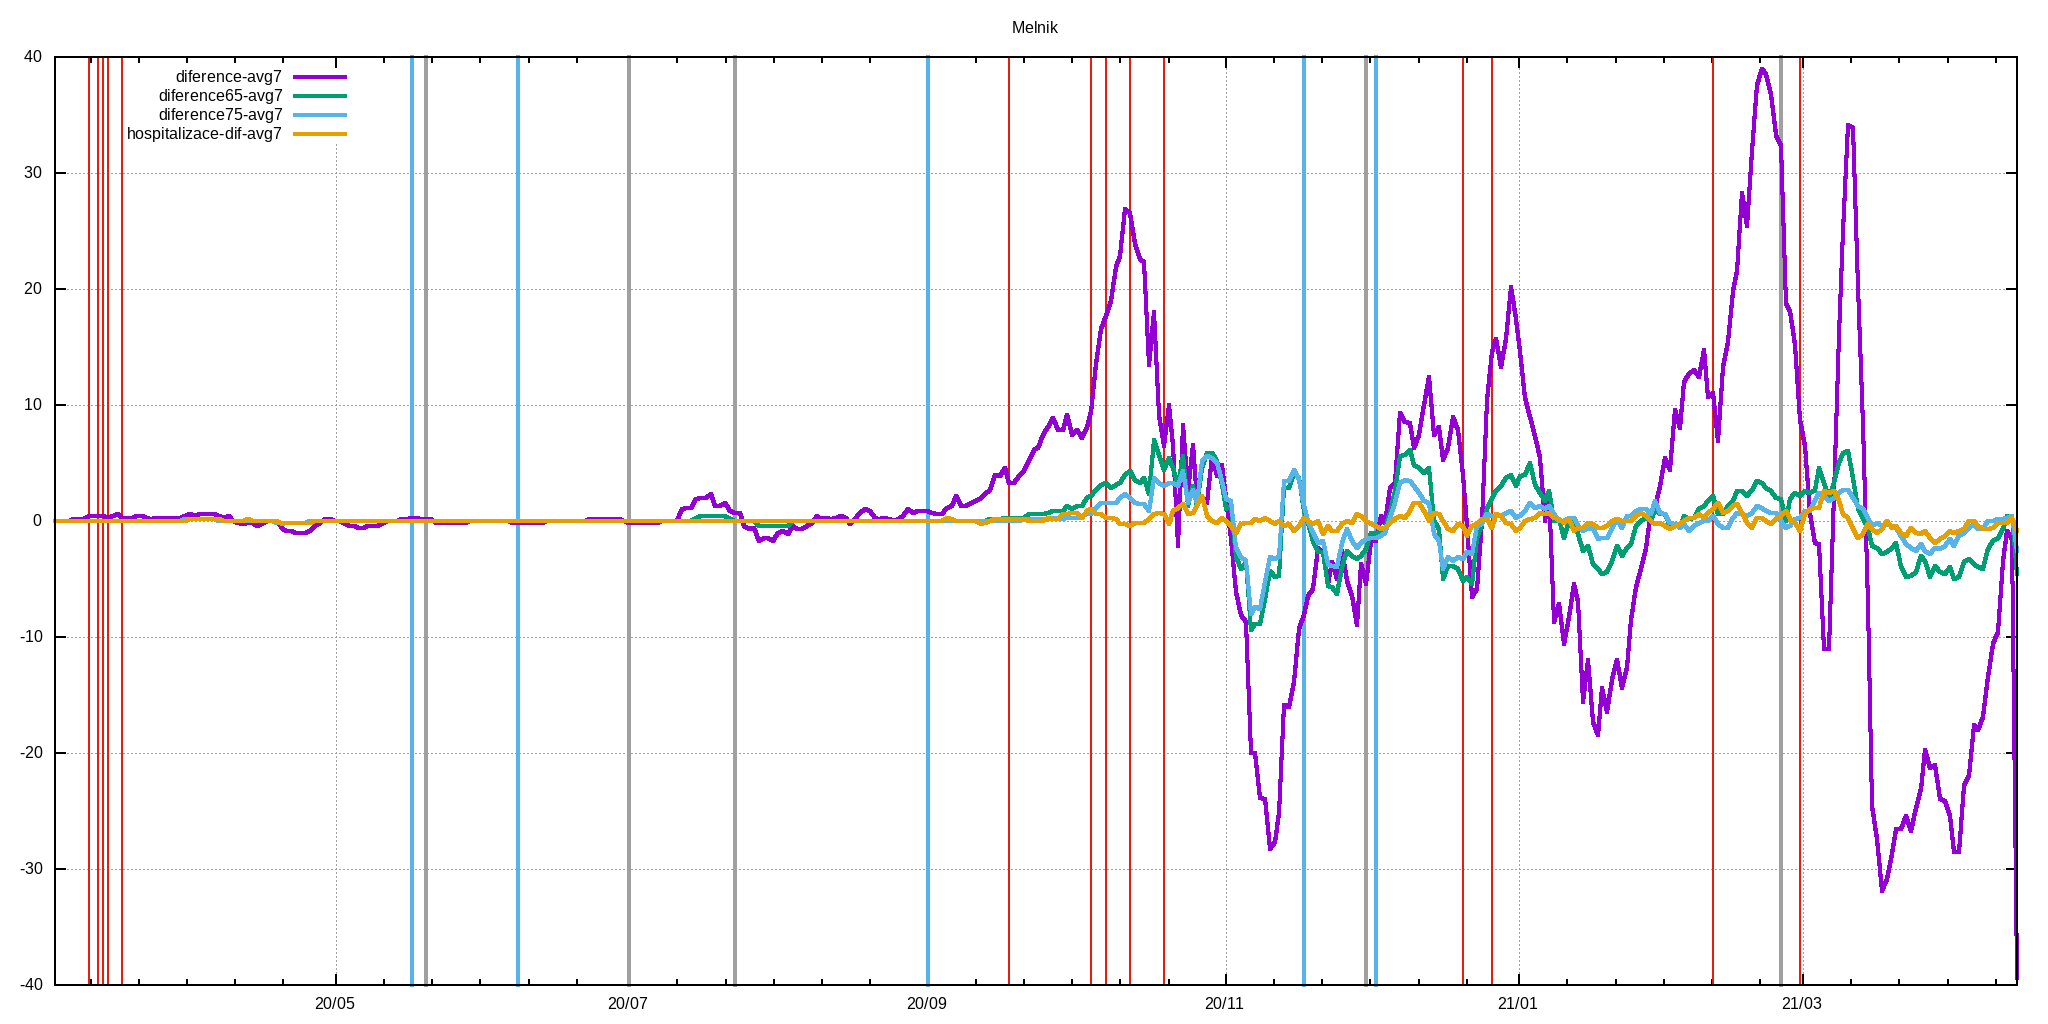 Melnik
diference-avg7
diference65-avg7
diference75-avg7
hospitalizace-dif-avg7
40
30
20
10
0
-10
-20
-30
-40
20/05 20/07 20/09 20/11 21/01 21/03